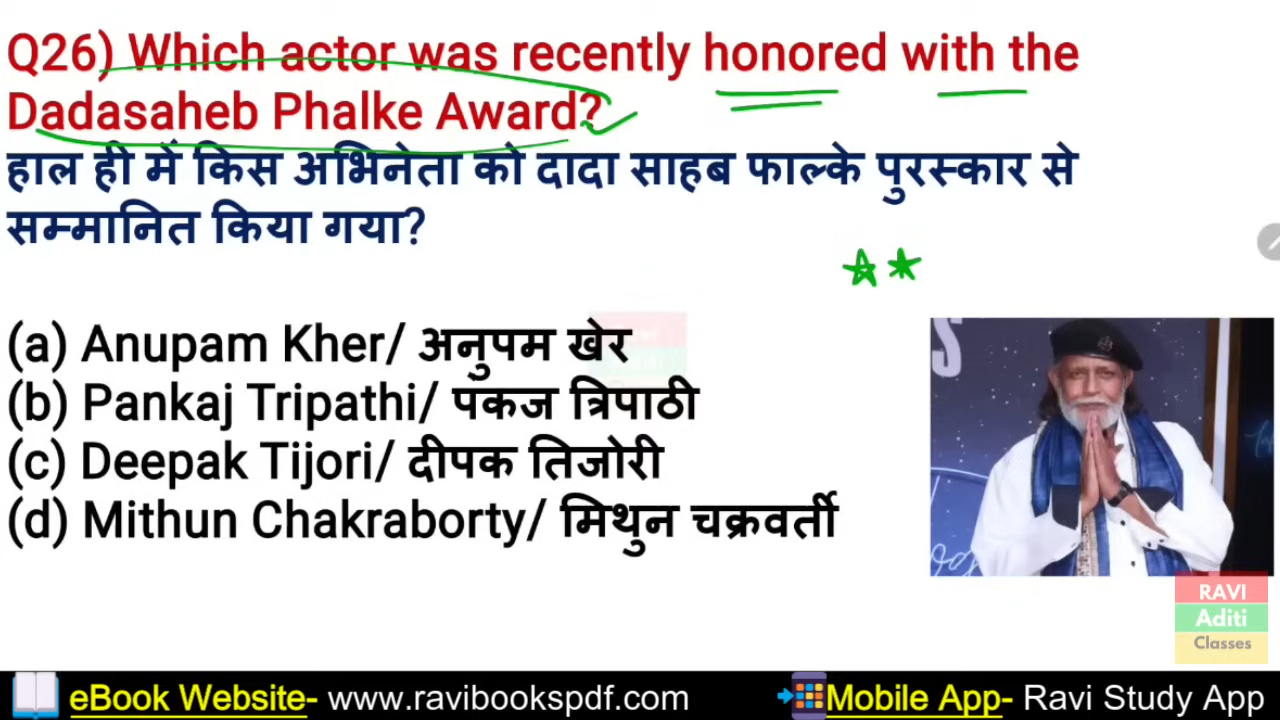 Q26) Which actor was recently honored with the
Dadasaheb Phalke Award?
हाल ही में किस अभिनेता को दादा साहब फाल्के पुरस्कार से
सम्मानित किया गया?
(a) Anupam Kher/ अनुपम खेर
(b) Pankaj Tripathi/ पकज त्रिपाठी
(c) Deepak Tijori/ दीपक तिजोरी
(d) Mithun Chakraborty/ मिथुन चक्रवर्ती
RAVI
Aditi
Classes
eBook Website- www.ravibookspdf.com
Mobile App- Ravi Study App